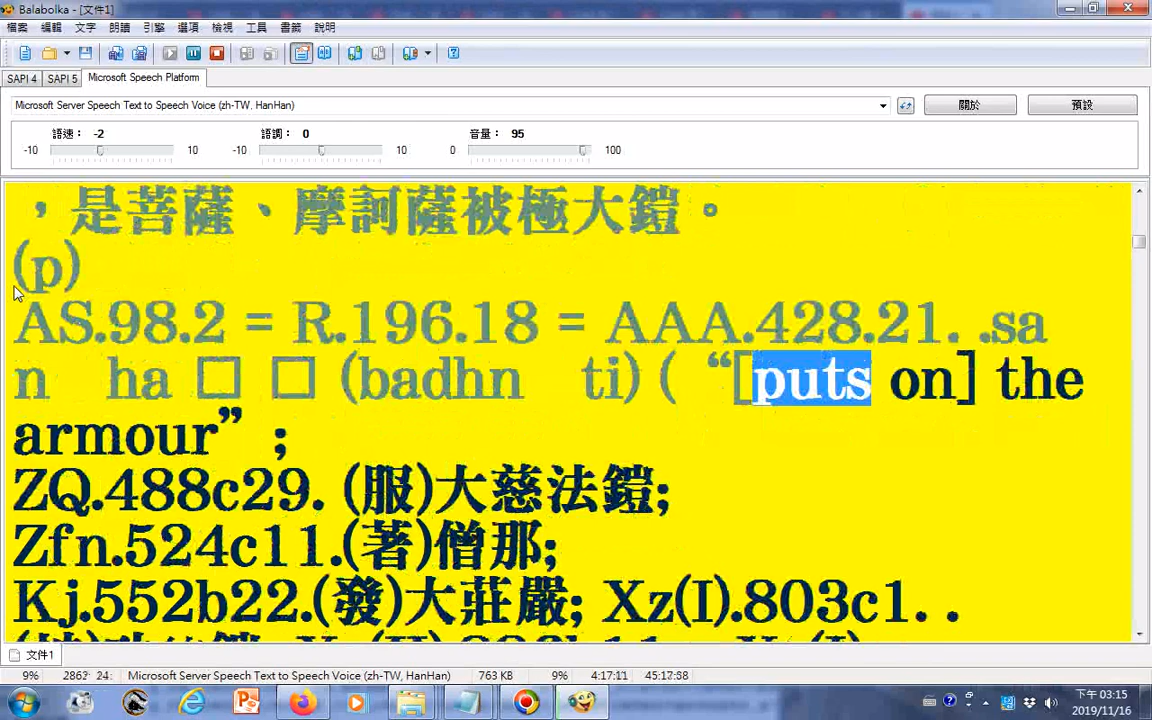 Balabolka - [文件1]
檔案 編輯 文字 朗讀 引擎 選項 檢視 工具 書籤 說明
SAPI 4 SAPI 5 Microsoft Speech Platform
Microsoft Server Speech Text to Speech Voice (zh-TW, HanHan)
關於 預設
語速： -2 語調： 0 音量： 95
-10 10 -10 10 0 100
，是菩薩、摩訶薩被極大鎧。
(p)
AS.98.2 = R.196.18 = AAA.428.21. .sa
n ha □ □ (badhn ti) ( “[puts on] the
armour” ;
ZQ.488c29. (服)大慈法鎧;
Zfn.524c11.(著)僧那;
Kj.552b22.(發)大莊嚴; Xz(I).803c1. .
文件1
9% 2862: 24: Microsoft Server Speech Text to Speech Voice (zh-TW, HanHan) 763 KB 9% 4:17:11 45:17:58
下午 03:15
2019/11/16